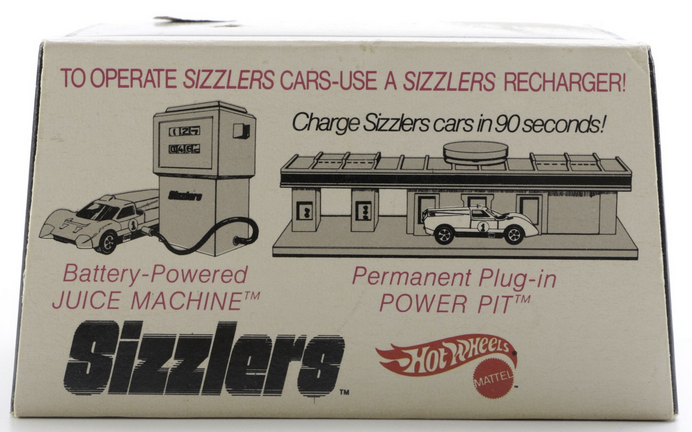 TO OPERATE SIZZLERS CARS-USE A SIZZLERS RECHARGER!
Charge Sizzlers cars in 90 seconds!
Sizzlers
Battery-Powered
JUICE MACHINE™
Permanent Plug-in
POWER PIT™
Sizzlers™
HOT WHEELS
MATTEL